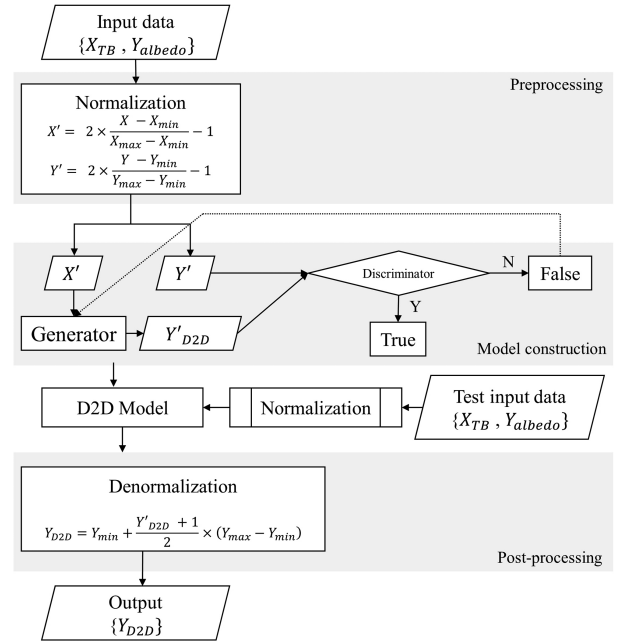 Input data
{X_TB , Y_albedo}
Preprocessing
Normalization
X′ = 2 × (X − X_min)/(X_max − X_min) − 1
Y′ = 2 × (Y − Y_min)/(Y_max − Y_min) − 1
X′
Y′
Discriminator
N
False
Y
True
Generator
Y′_D2D
Model construction
D2D Model
Normalization
Test input data
{X_TB , Y_albedo}
Denormalization
Y_D2D = Y_min + (Y′_D2D + 1)/2 × (Y_max − Y_min)
Post-processing
Output
{Y_D2D}